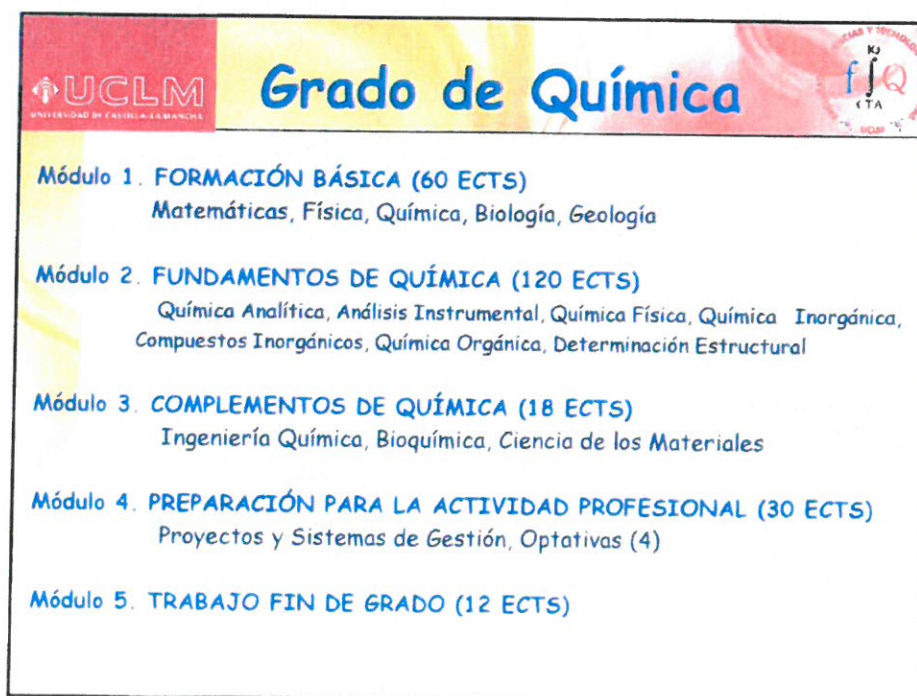 UCLM
UNIVERSIDAD DE CASTILLA-LA MANCHA
Grado de Química
KJ
f Q
CTA
UCLM
Módulo 1. FORMACIÓN BÁSICA (60 ECTS)
Matemáticas, Física, Química, Biología, Geología
Módulo 2. FUNDAMENTOS DE QUÍMICA (120 ECTS)
Química Analítica, Análisis Instrumental, Química Física, Química Inorgánica,
Compuestos Inorgánicos, Química Orgánica, Determinación Estructural
Módulo 3. COMPLEMENTOS DE QUÍMICA (18 ECTS)
Ingeniería Química, Bioquímica, Ciencia de los Materiales
Módulo 4. PREPARACIÓN PARA LA ACTIVIDAD PROFESIONAL (30 ECTS)
Proyectos y Sistemas de Gestión, Optativas (4)
Módulo 5. TRABAJO FIN DE GRADO (12 ECTS)